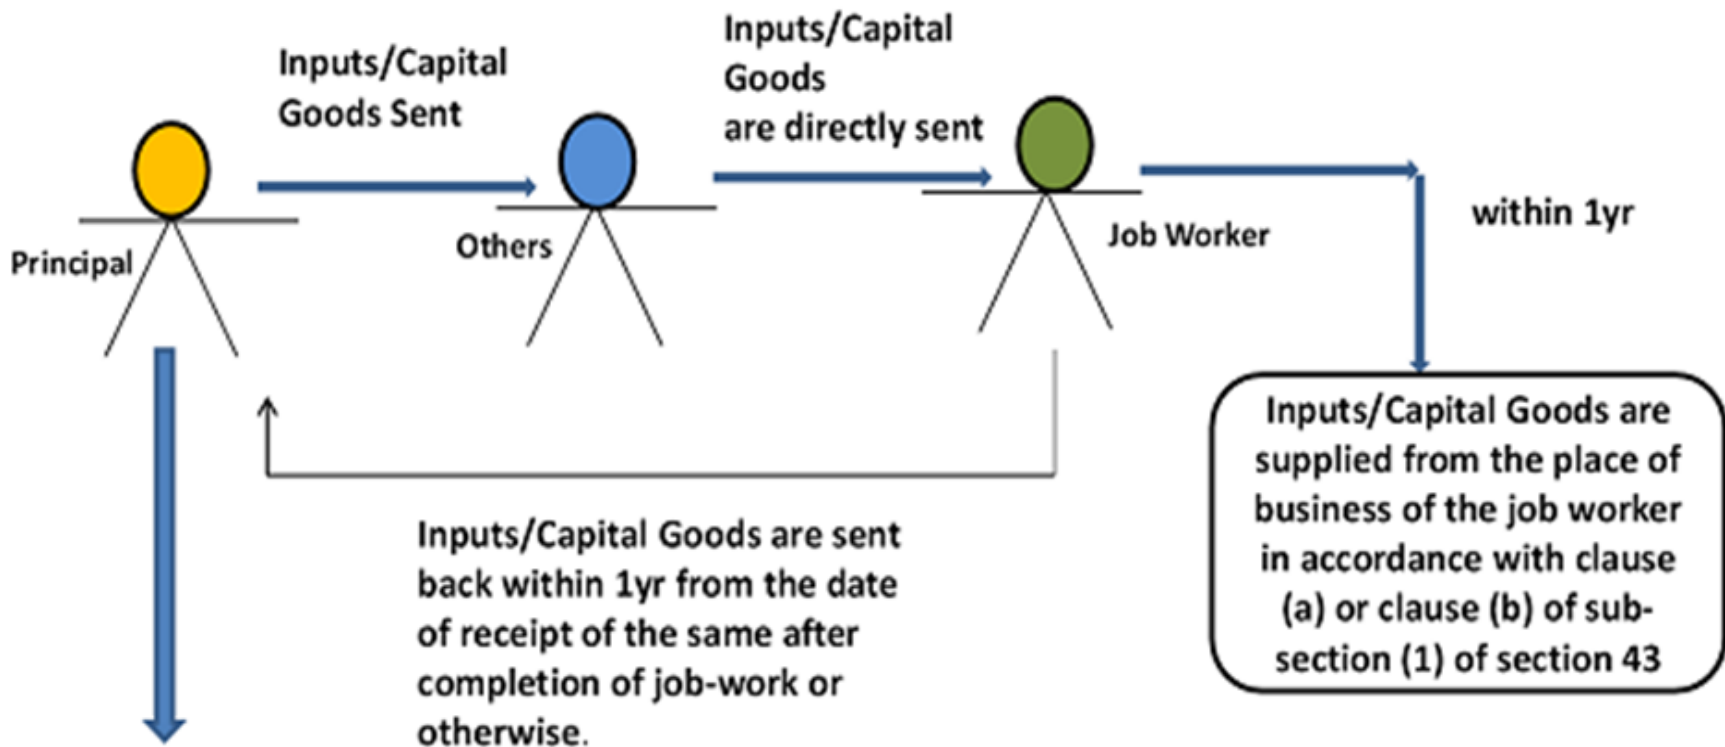 Inputs/Capital
Goods Sent
Inputs/Capital
Goods
are directly sent
Principal
Others
Job Worker
within 1yr
Inputs/Capital Goods are sent
back within 1yr from the date
of receipt of the same after
completion of job-work or
otherwise.
Inputs/Capital Goods are
supplied from the place of
business of the job worker
in accordance with clause
(a) or clause (b) of sub-
section (1) of section 43